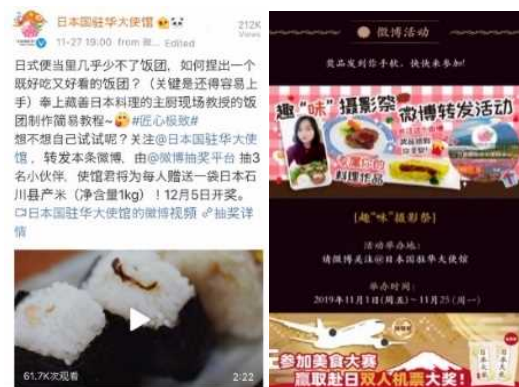 日本国驻华大使馆
212K
Views
11-27 19:00 from 微... Edited
日式便当里几乎少不了饭团,如何捏出一个
既好吃又好看的饭团?(关键是还得容易上
手)奉上藏善日本料理的主厨现场教授的饭
团制作简易教程~#匠心极致#
想不想自己试试呢?关注@日本国驻华大使
馆,转发本条微博,由@微博抽奖平台 抽3
名小伙伴,使馆君将为每人赠送一袋日本石
川县产米(净含量1kg)!12月5日开奖。
日本国驻华大使馆的微博视频 抽奖详
情
61.7K次观看
2:22
微博活动
奖品发到你手软,快快来参加!
趣“味”摄影祭 微博转发活动
料理作品
[趣“味”摄影祭]
活动举办地:
请微博关注@日本国驻华大使馆
举办时间:
2019年11月1日(周五)~11月25(周一)
参加美食大赛
赢取赴日双人机票大奖!